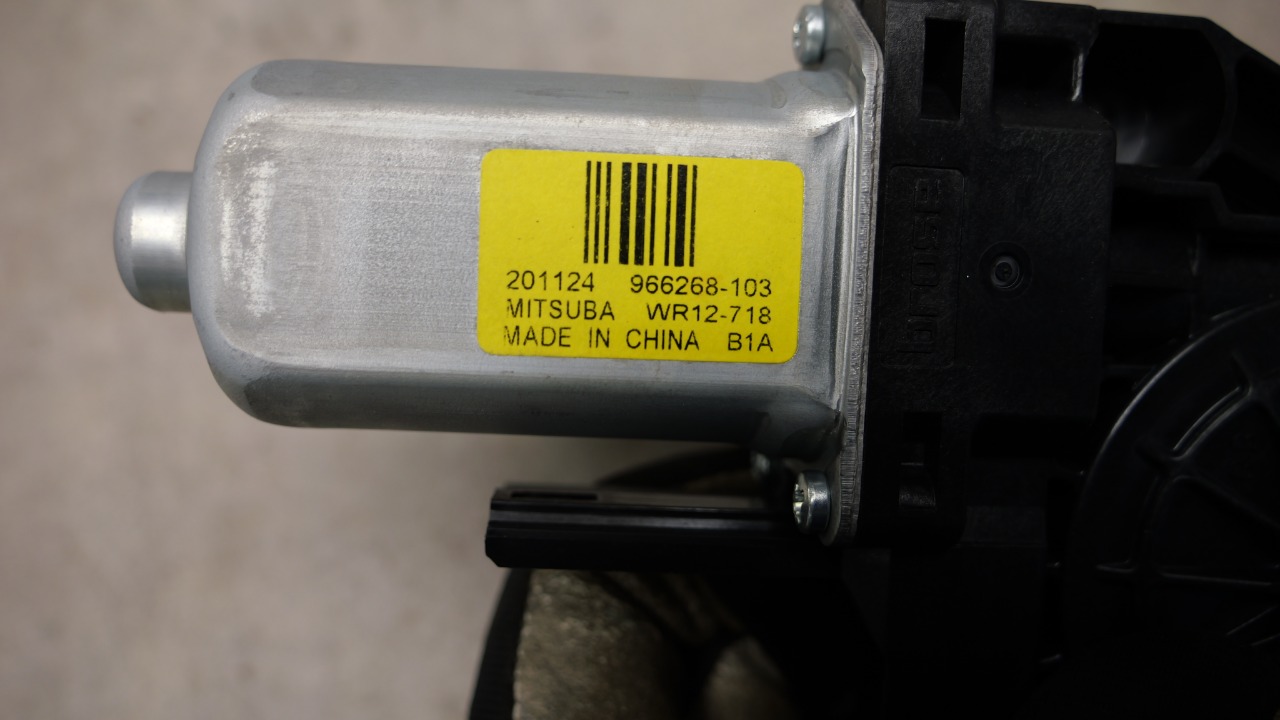 201124 966268-103
MITSUBA WR12-718
MADE IN CHINA B1A